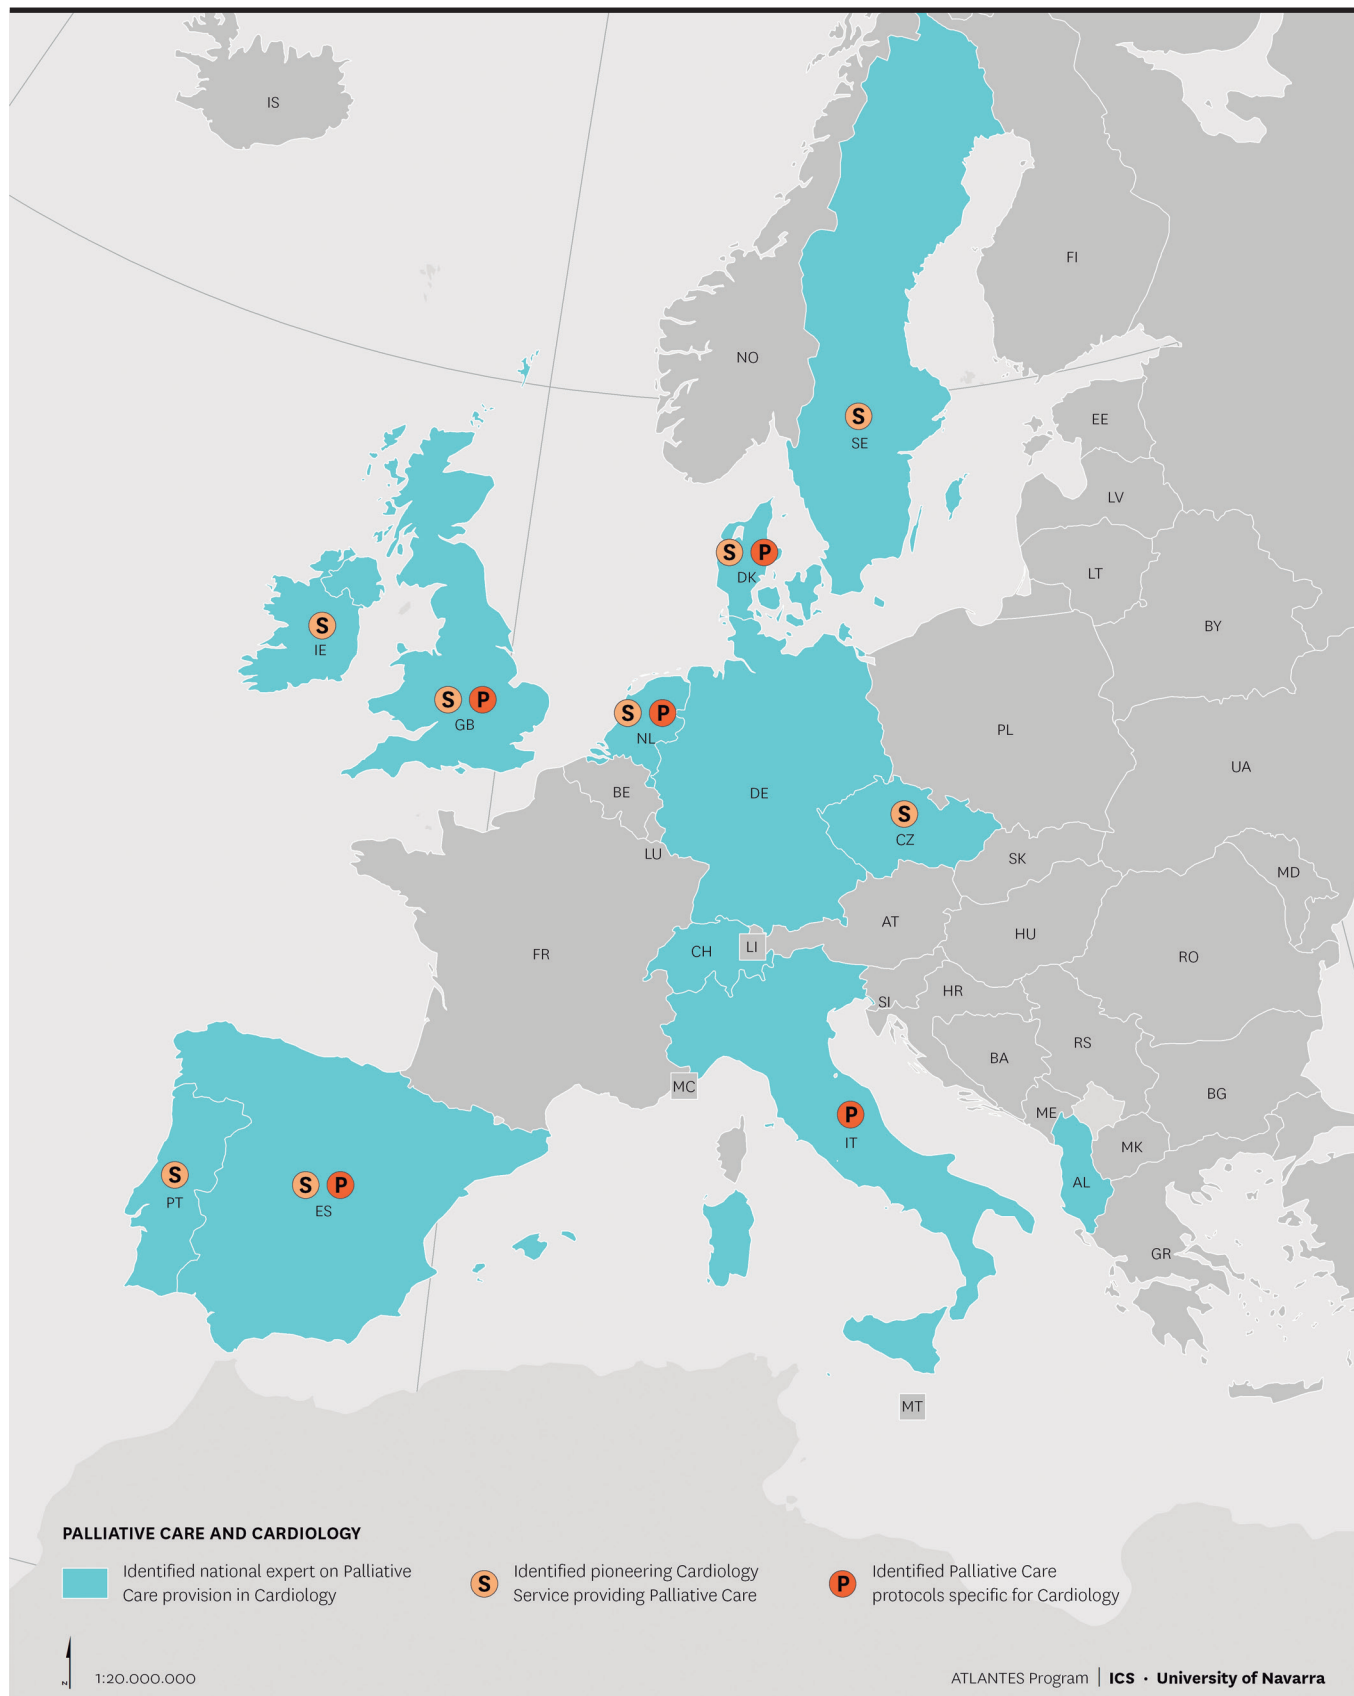 IS
FI
NO
S
SE
EE
LV
S P
DK
LT
BY
S
IE
S P
GB
S P
NL
PL
UA
BE
DE
S
CZ
LU
SK
MD
AT
HU
FR
CH
LI
RO
SI
HR
RS
BA
MC
BG
ME
P
IT
MK
S
PT
S P
ES
AL
GR
MT
PALLIATIVE CARE AND CARDIOLOGY
Identified national expert on Palliative
Care provision in Cardiology
S
Identified pioneering Cardiology
Service providing Palliative Care
P
Identified Palliative Care
protocols specific for Cardiology
N
1:20.000.000
ATLANTES Program | ICS · University of Navarra